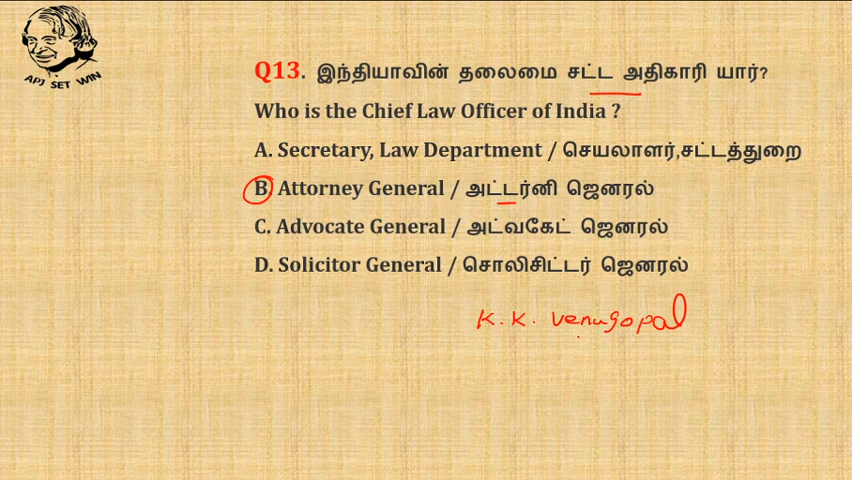 APJ SET WIN
Q13. இந்தியாவின் தலைமை சட்ட அதிகாரி யார்?
Who is the Chief Law Officer of India ?
A. Secretary, Law Department / செயலாளர்,சட்டத்துறை
B. Attorney General / அட்டர்னி ஜெனரல்
C. Advocate General / அட்வகேட் ஜெனரல்
D. Solicitor General / சொலிசிட்டர் ஜெனரல்
K. K. Venugopal